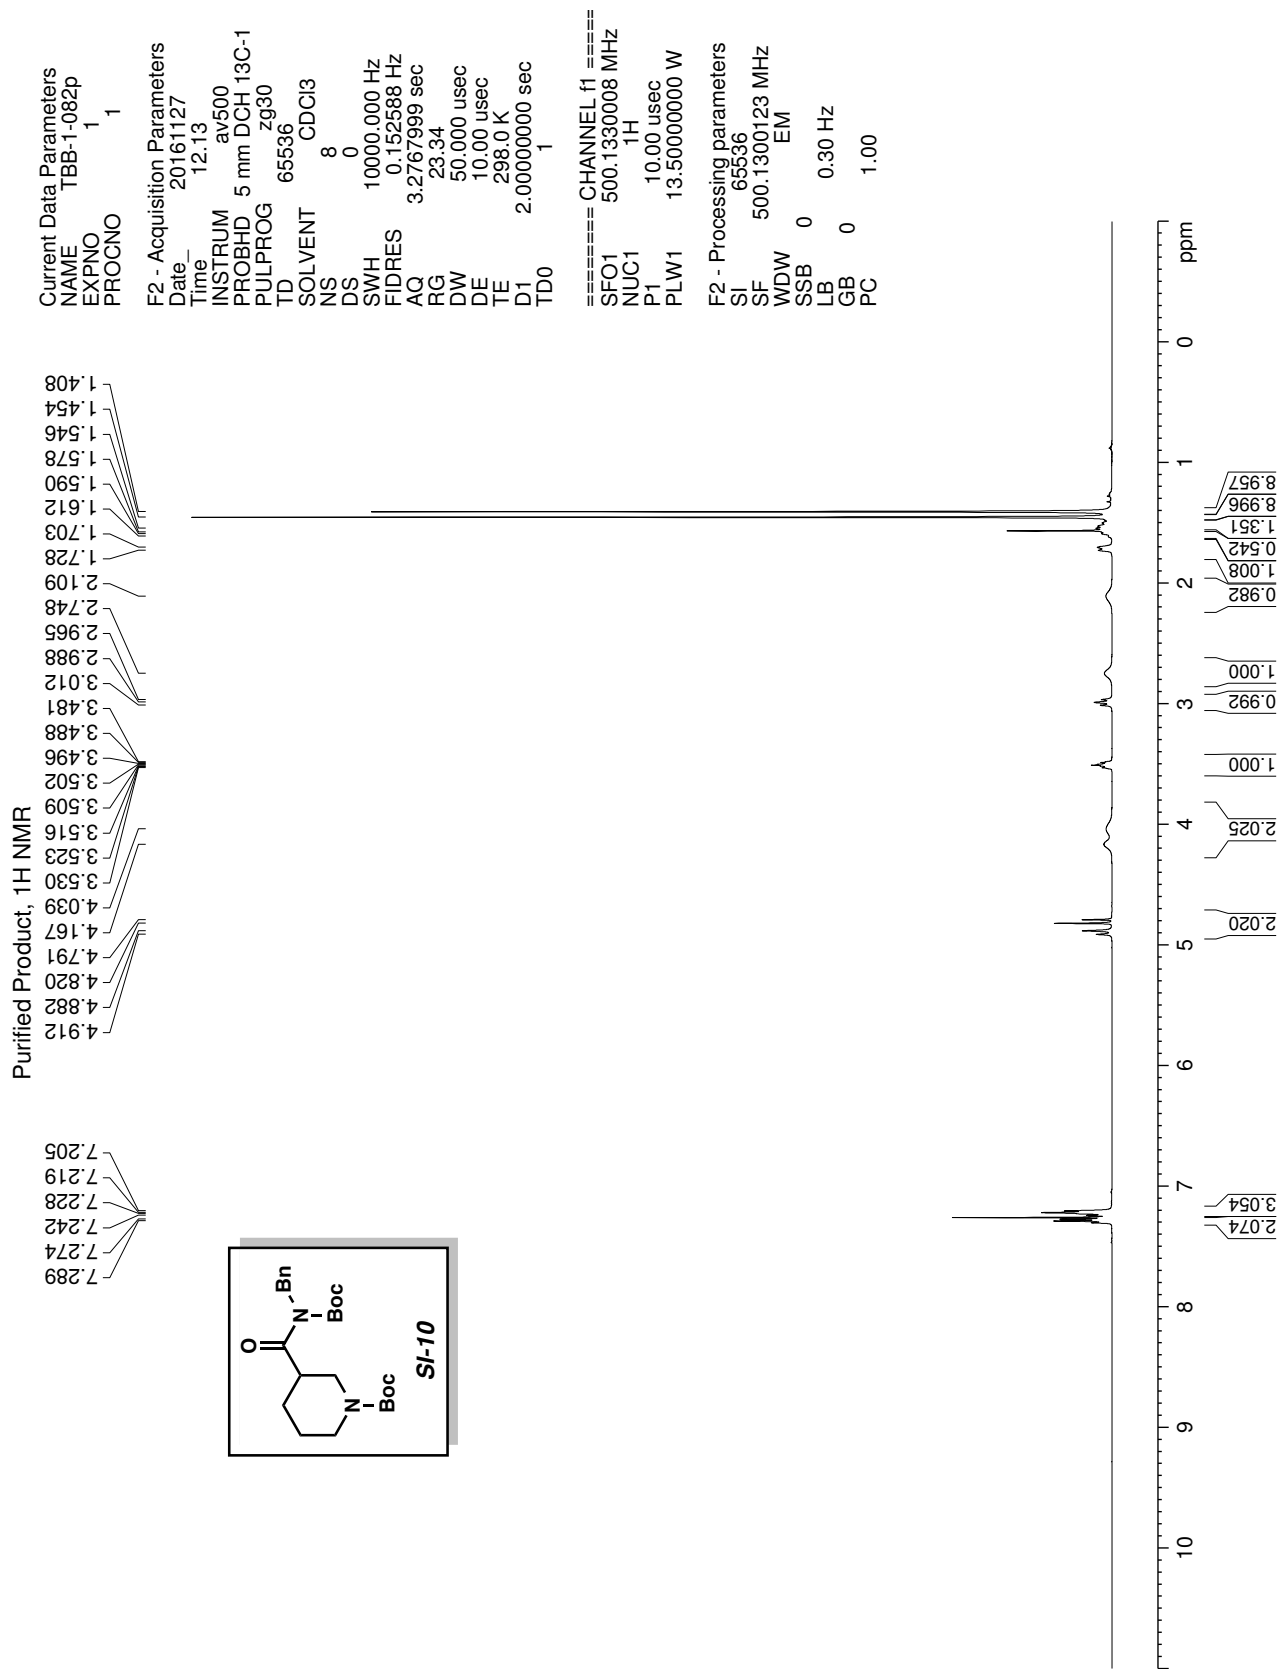 Purified Product, 1H NMR
7.289
7.274
7.242
7.228
7.219
7.205
4.912
4.882
4.820
4.791
4.167
4.039
3.530
3.523
3.516
3.509
3.502
3.496
3.488
3.481
3.012
2.988
2.965
2.748
2.109
1.728
1.703
1.612
1.590
1.578
1.546
1.454
1.408
Current Data Parameters
NAME TBB-1-082p
EXPNO 1
PROCNO 1
F2 - Acquisition Parameters
Date_ 20161127
Time 12.13
INSTRUM av500
PROBHD 5 mm DCH 13C-1
PULPROG zg30
TD 65536
SOLVENT CDCl3
NS 8
DS 0
SWH 10000.000 Hz
FIDRES 0.152588 Hz
AQ 3.2767999 sec
RG 23.34
DW 50.000 usec
DE 10.00 usec
TE 298.0 K
D1 2.00000000 sec
TD0 1
======== CHANNEL f1 ========
SFO1 500.1330008 MHz
NUC1 1H
P1 10.00 usec
PLW1 13.50000000 W
F2 - Processing parameters
SI 65536
SF 500.1300123 MHz
WDW EM
SSB 0
LB 0.30 Hz
GB 0
PC 1.00
O
N Bn
Boc
N
Boc
SI-10
10 9 8 7 6 5 4 3 2 1 0 ppm
2.074
3.054
2.020
2.025
1.000
0.992
1.000
0.982
1.008
0.542
1.351
8.996
8.957